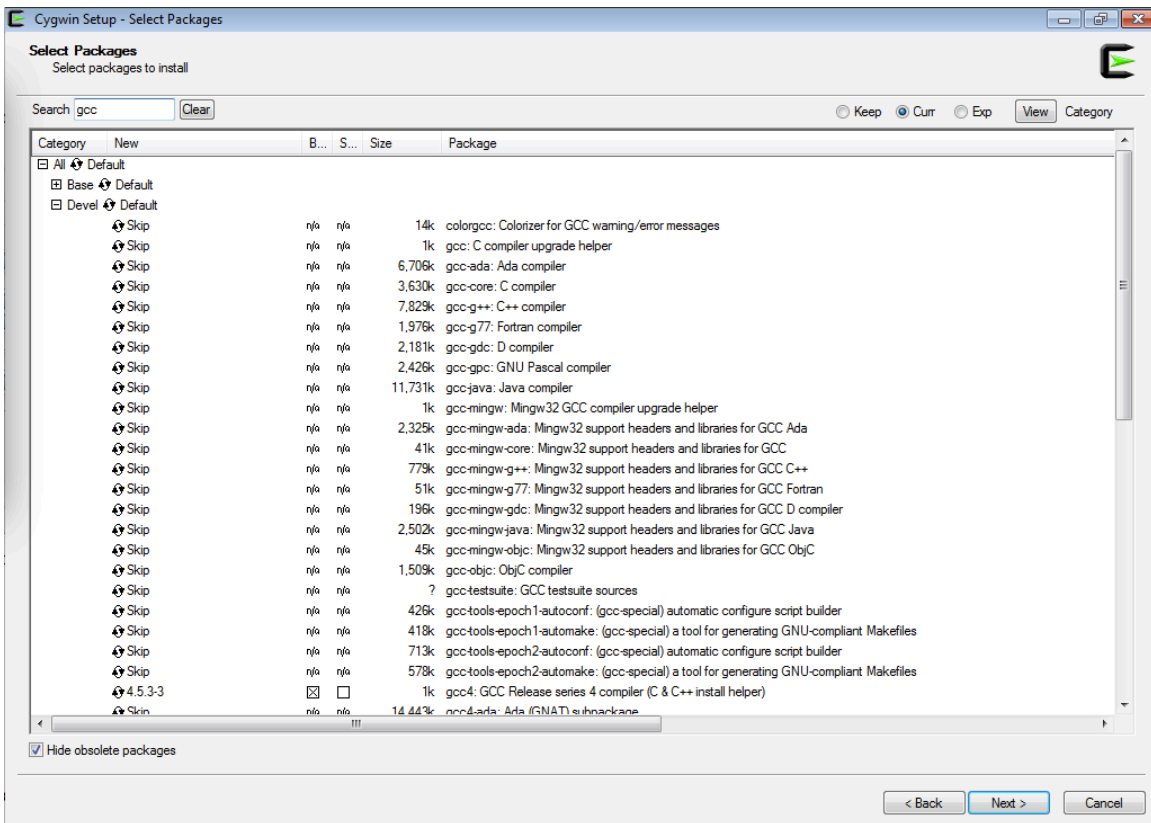 Cygwin Setup - Select Packages
Select Packages
Select packages to install
Search gcc Clear Keep Curr Exp View Category
Category New B... S... Size Package
All Default
Base Default
Devel Default
Skip n/a n/a 14k colorgcc: Colorizer for GCC warning/error messages
Skip n/a n/a 1k gcc: C compiler upgrade helper
Skip n/a n/a 6,706k gcc-ada: Ada compiler
Skip n/a n/a 3,630k gcc-core: C compiler
Skip n/a n/a 7,829k gcc-g++: C++ compiler
Skip n/a n/a 1,976k gcc-g77: Fortran compiler
Skip n/a n/a 2,181k gcc-gdc: D compiler
Skip n/a n/a 2,426k gcc-gpc: GNU Pascal compiler
Skip n/a n/a 11,731k gcc-java: Java compiler
Skip n/a n/a 1k gcc-mingw: Mingw32 GCC compiler upgrade helper
Skip n/a n/a 2,325k gcc-mingw-ada: Mingw32 support headers and libraries for GCC Ada
Skip n/a n/a 41k gcc-mingw-core: Mingw32 support headers and libraries for GCC
Skip n/a n/a 779k gcc-mingw-g++: Mingw32 support headers and libraries for GCC C++
Skip n/a n/a 51k gcc-mingw-g77: Mingw32 support headers and libraries for GCC Fortran
Skip n/a n/a 196k gcc-mingw-gdc: Mingw32 support headers and libraries for GCC D compiler
Skip n/a n/a 2,502k gcc-mingw-java: Mingw32 support headers and libraries for GCC Java
Skip n/a n/a 45k gcc-mingw-objc: Mingw32 support headers and libraries for GCC ObjC
Skip n/a n/a 1,509k gcc-objc: ObjC compiler
Skip n/a n/a ? gcc-testsuite: GCC testsuite sources
Skip n/a n/a 426k gcc-tools-epoch1-autoconf: (gcc-special) automatic configure script builder
Skip n/a n/a 418k gcc-tools-epoch1-automake: (gcc-special) a tool for generating GNU-compliant Makefiles
Skip n/a n/a 713k gcc-tools-epoch2-autoconf: (gcc-special) automatic configure script builder
Skip n/a n/a 578k gcc-tools-epoch2-automake: (gcc-special) a tool for generating GNU-compliant Makefiles
4.5.3-3 1k gcc4: GCC Release series 4 compiler (C & C++ install helper)
Skip n/a n/a 14,443k gcc4-ada: Ada (GNAT) subpackage
Hide obsolete packages
< Back Next > Cancel